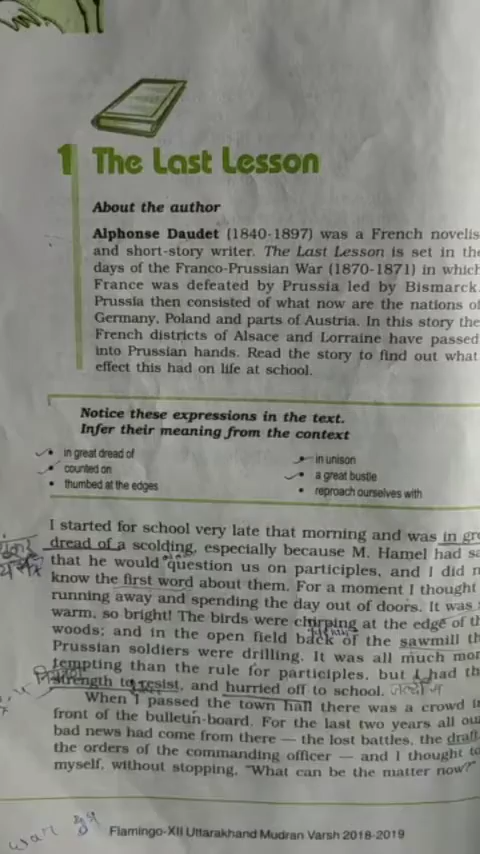 1 The Last Lesson
About the author
Alphonse Daudet (1840-1897) was a French novelis
and short-story writer. The Last Lesson is set in the
days of the Franco-Prussian War (1870-1871) in which
France was defeated by Prussia led by Bismarck.
Prussia then consisted of what now are the nations of
Germany, Poland and parts of Austria. In this story the
French districts of Alsace and Lorraine have passed
into Prussian hands. Read the story to find out what
effect this had on life at school.
Notice these expressions in the text.
Infer their meaning from the context
• in great dread of
• counted on
• thumbed at the edges
• in unison
• a great bustle
• reproach ourselves with
I started for school very late that morning and was in gre
dread of a scolding, especially because M. Hamel had sa
that he would question us on participles, and I did n
know the first word about them. For a moment I thought
running away and spending the day out of doors. It was s
warm, so bright! The birds were chirping at the edge of th
woods; and in the open field back of the sawmill th
Prussian soldiers were drilling. It was all much mor
tempting than the rule for participles, but I had th
strength to resist, and hurried off to school.
When I passed the town hall there was a crowd i
front of the bulletin-board. For the last two years all ou
bad news had come from there — the lost battles, the draft
the orders of the commanding officer — and I thought to
myself, without stopping, "What can be the matter now?"
Flamingo-XII Uttarakhand Mudran Varsh 2018-2019